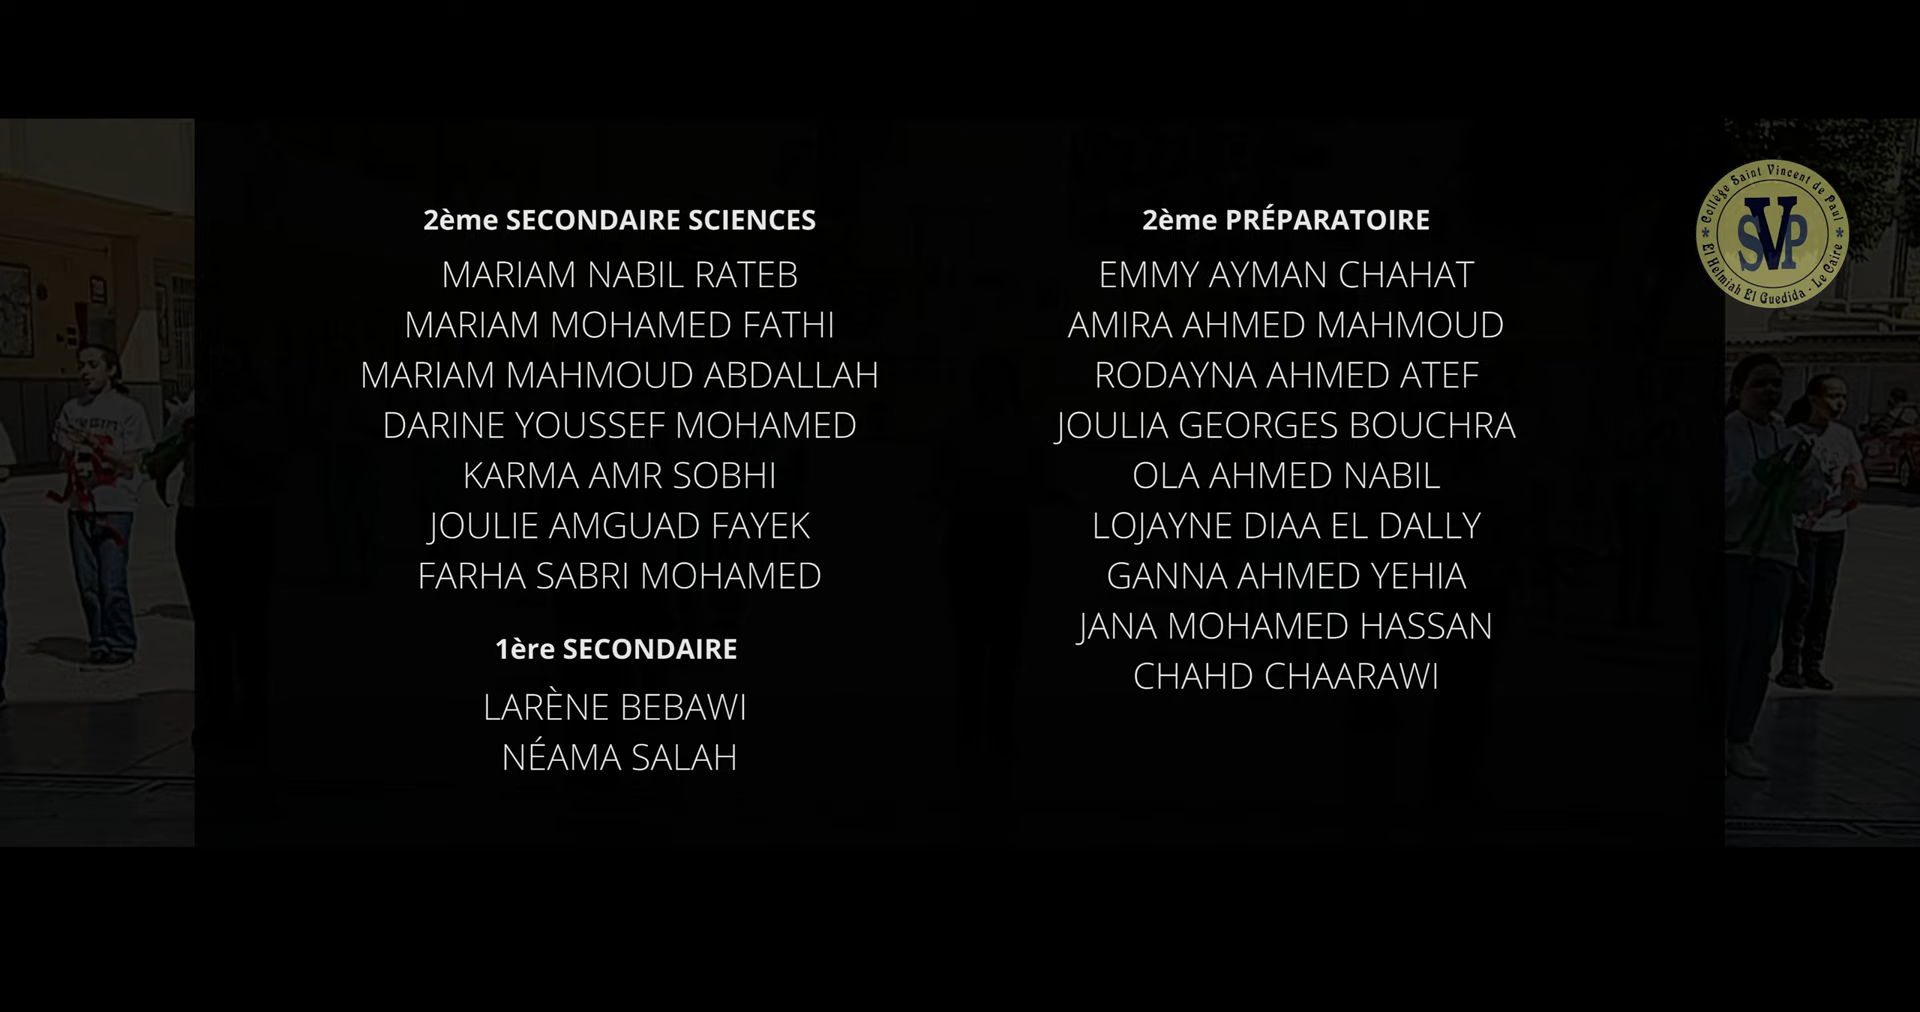 2ème SECONDAIRE SCIENCES
MARIAM NABIL RATEB
MARIAM MOHAMED FATHI
MARIAM MAHMOUD ABDALLAH
DARINE YOUSSEF MOHAMED
KARMA AMR SOBHI
JOULIE AMGUAD FAYEK
FARHA SABRI MOHAMED
1ère SECONDAIRE
LARÈNE BEBAWI
NÉAMA SALAH
2ème PRÉPARATOIRE
EMMY AYMAN CHAHAT
AMIRA AHMED MAHMOUD
RODAYNA AHMED ATEF
JOULIA GEORGES BOUCHRA
OLA AHMED NABIL
LOJAYNE DIAA EL DALLY
GANNA AHMED YEHIA
JANA MOHAMED HASSAN
CHAHD CHAARAWI
Collège Saint Vincent de Paul
SVP
El Helmiah El Guedida - Le Caire